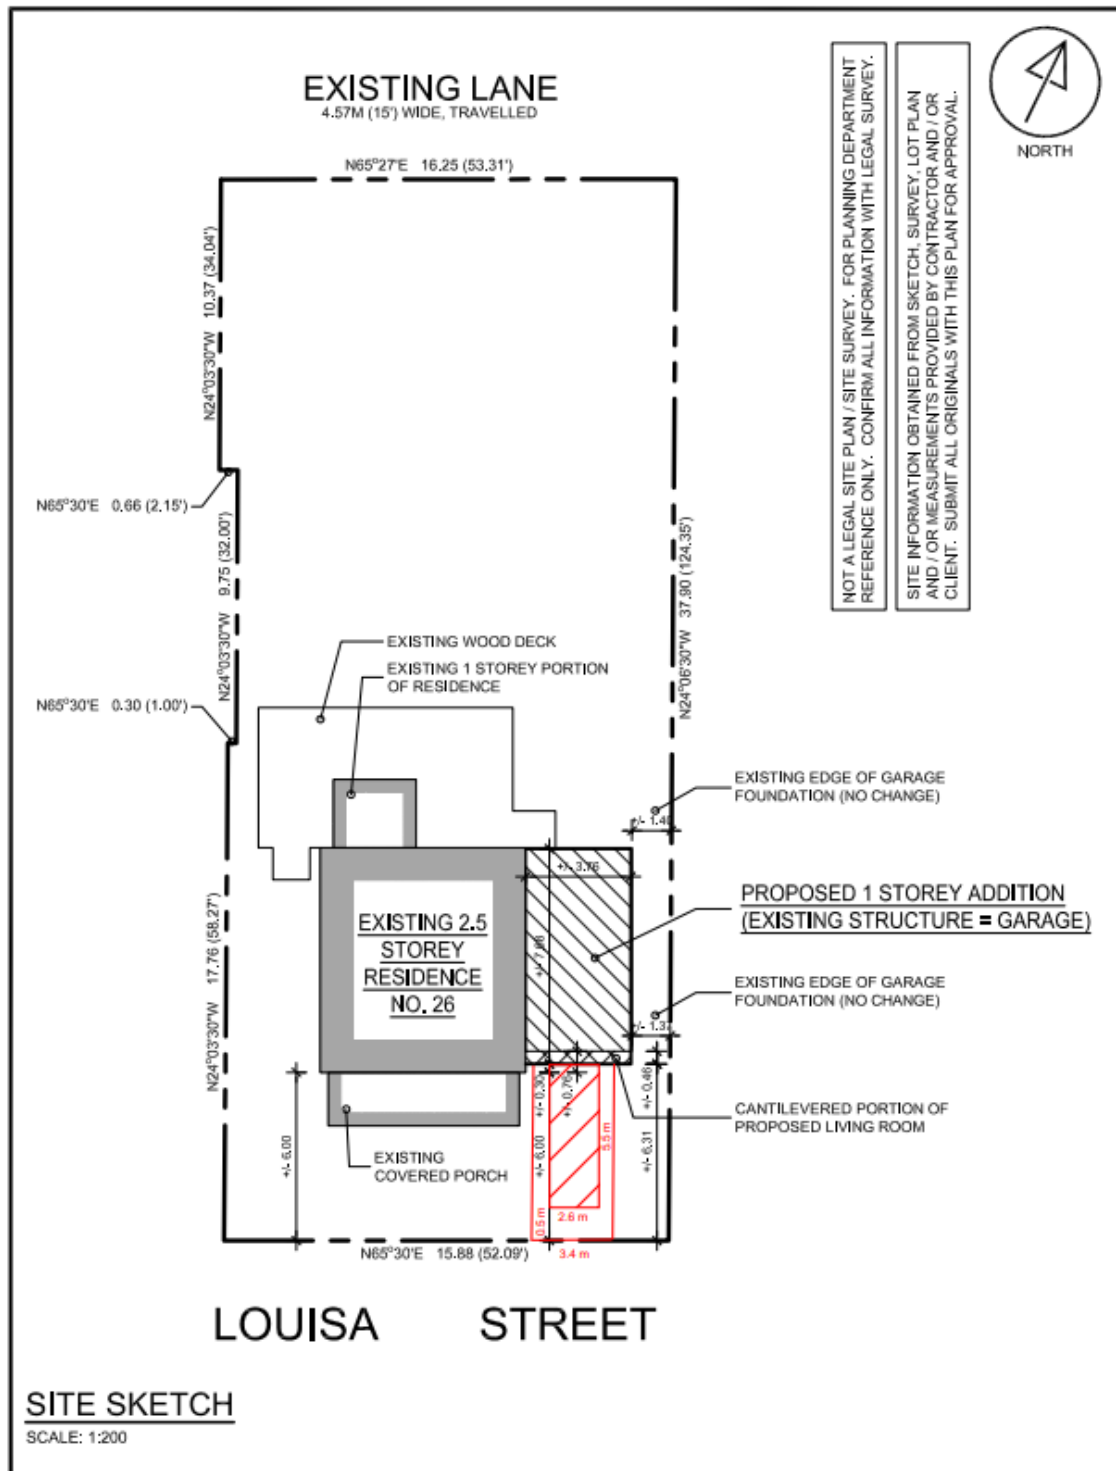 EXISTING LANE
4.57M (15') WIDE, TRAVELLED
N65°27'E 16.25 (53.31')
NORTH
NOT A LEGAL SITE PLAN / SITE SURVEY. FOR PLANNING DEPARTMENT
REFERENCE ONLY. CONFIRM ALL INFORMATION WITH LEGAL SURVEY.
SITE INFORMATION OBTAINED FROM SKETCH, SURVEY, LOT PLAN
AND / OR MEASUREMENTS PROVIDED BY CONTRACTOR AND / OR
CLIENT. SUBMIT ALL ORIGINALS WITH THIS PLAN FOR APPROVAL.
N24°03'30"W 10.37 (34.04')
N65°30'E 0.66 (2.15')
N24°03'30"W 9.75 (32.00')
N65°30'E 0.30 (1.00')
N24°06'30"W 37.90 (124.35')
EXISTING WOOD DECK
EXISTING 1 STOREY PORTION
OF RESIDENCE
EXISTING EDGE OF GARAGE
FOUNDATION (NO CHANGE)
+/- 1.40
+/- 3.76
PROPOSED 1 STOREY ADDITION
(EXISTING STRUCTURE = GARAGE)
EXISTING 2.5
STOREY
RESIDENCE
NO. 26
N24°03'30"W 17.76 (58.27')
EXISTING EDGE OF GARAGE
FOUNDATION (NO CHANGE)
+/- 0.30
+/- 0.76
+/- 0.46
CANTILEVERED PORTION OF
PROPOSED LIVING ROOM
+/- 6.00
+/- 6.00
5.5 m
+/- 6.31
EXISTING
COVERED PORCH
0.5 m
2.6 m
3.4 m
N65°30'E 15.88 (52.09')
LOUISA STREET
SITE SKETCH
SCALE: 1:200